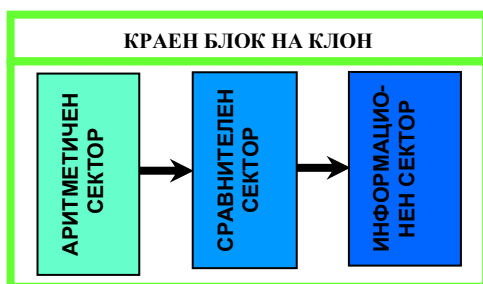 КРАЕН БЛОК НА КЛОН
АРИТМЕТИЧЕН
СЕКТОР
СРАВНИТЕЛЕН
СЕКТОР
ИНФОРМАЦИО-
НЕН СЕКТОР